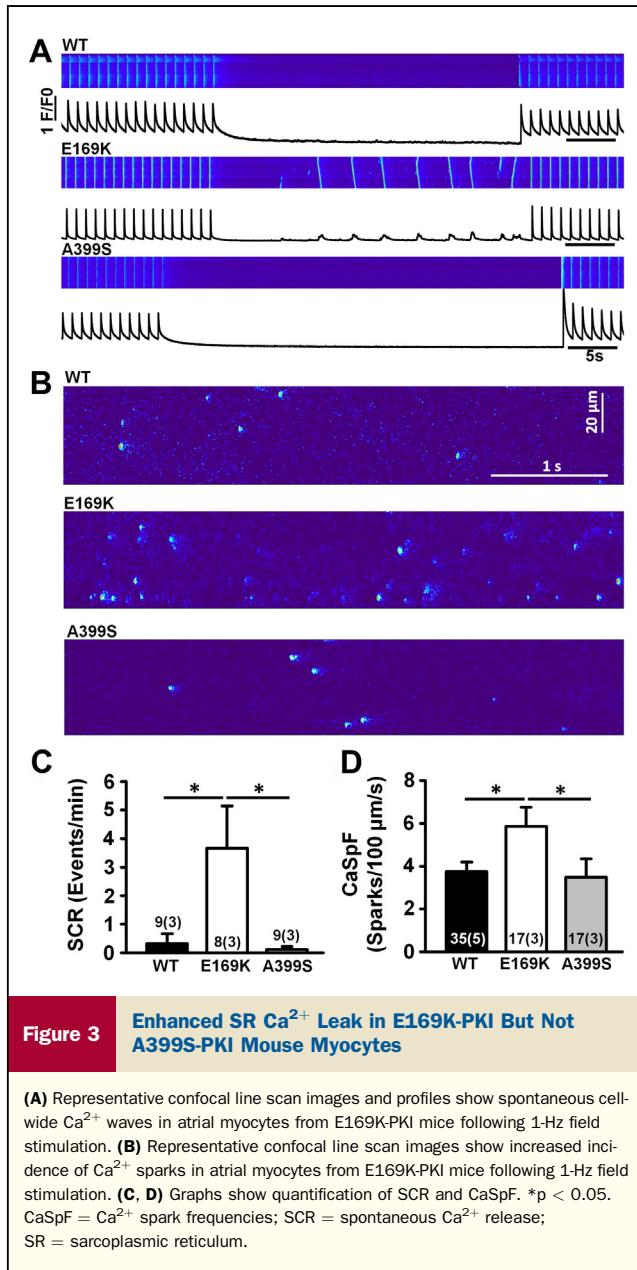 A
WT
1 F/F0
E169K
A399S
5s
B
WT
20 µm
1 s
E169K
A399S
C
SCR (Events/min)
6
5
4
3
2
1
0
*
*
9(3)
8(3)
9(3)
WT
E169K
A399S
D
CaSpF
(Sparks/100 µm/s)
8
6
4
2
0
*
*
35(5)
17(3)
17(3)
WT
E169K
A399S
Figure 3
Enhanced SR Ca2+ Leak in E169K-PKI But Not
A399S-PKI Mouse Myocytes
(A) Representative confocal line scan images and profiles show spontaneous cell-
wide Ca2+ waves in atrial myocytes from E169K-PKI mice following 1-Hz field
stimulation. (B) Representative confocal line scan images show increased inci-
dence of Ca2+ sparks in atrial myocytes from E169K-PKI mice following 1-Hz field
stimulation. (C, D) Graphs show quantification of SCR and CaSpF. *p < 0.05.
CaSpF = Ca2+ spark frequencies; SCR = spontaneous Ca2+ release;
SR = sarcoplasmic reticulum.